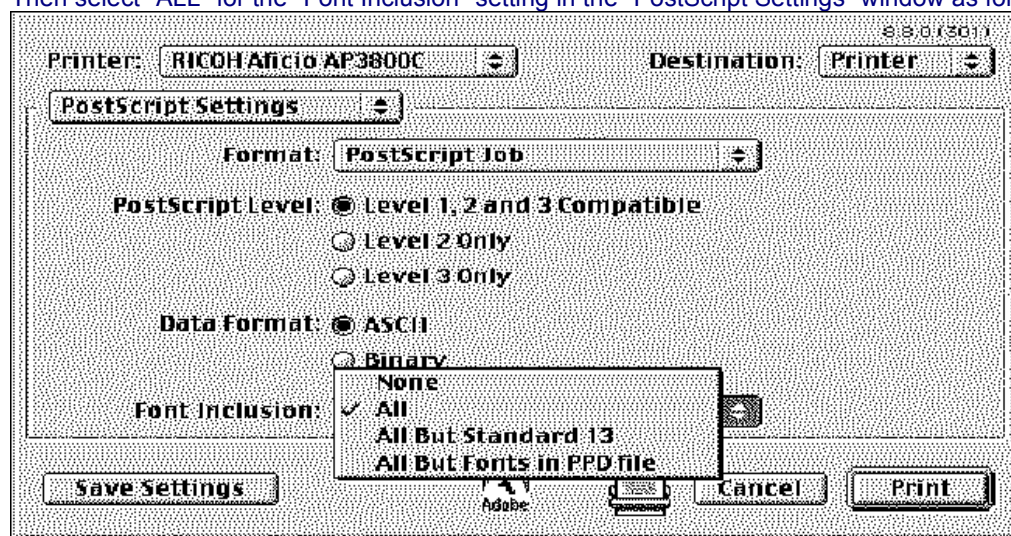 Then select "ALL" for the "Font Inclusion" setting in the "PostScript Settings" window as fol
8.8.0 (301)
Printer: RICOH Aficio AP3800C Destination: Printer
PostScript Settings
Format: PostScript Job
PostScript Level: Level 1, 2 and 3 Compatible
Level 2 Only
Level 3 Only
Data Format: ASCII
Binary
None
Font Inclusion: ✓ All
All But Standard 13
All But Fonts in PPD file
Save Settings Adobe Cancel Print